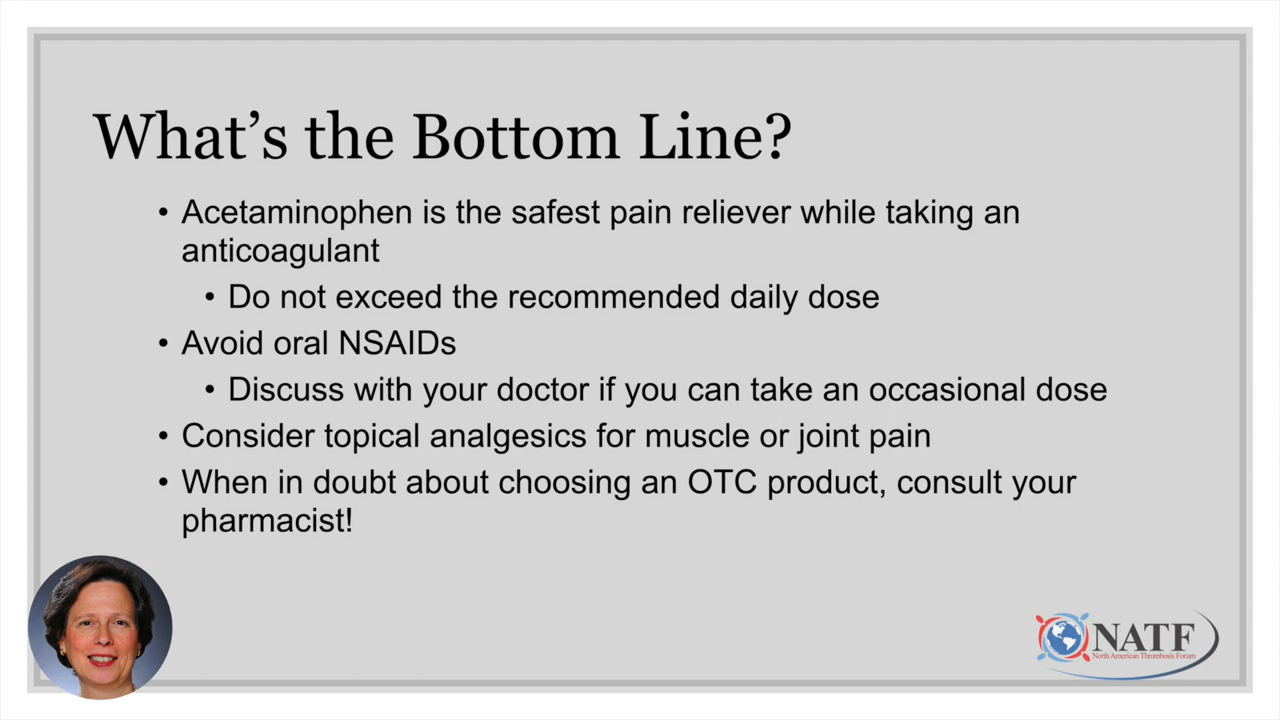 What's the Bottom Line?
• Acetaminophen is the safest pain reliever while taking an
anticoagulant
• Do not exceed the recommended daily dose
• Avoid oral NSAIDs
• Discuss with your doctor if you can take an occasional dose
• Consider topical analgesics for muscle or joint pain
• When in doubt about choosing an OTC product, consult your
pharmacist!
NATF
North American Thrombosis Forum